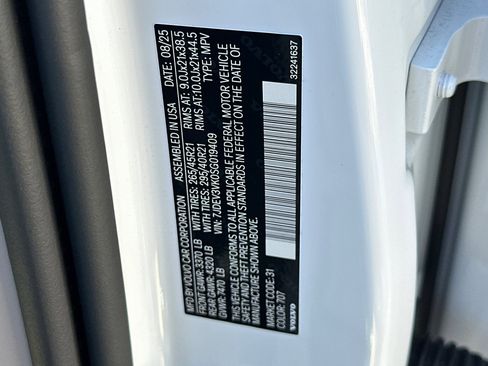 MFD. BY VOLVO CAR CORPORATION ASSEMBLED IN USA DATE: 08/25
FRONT GAWR: 3370 LB WITH TIRES: 265/45R21 RIMS AT: 9.0Jx21x38.5
REAR GAWR: 4320 LB WITH TIRES: 295/40R21 RIMS AT:10.0Jx21x44.5
GVWR: 7470 LB VIN: 7JDEV3VK0SG019409 TYPE: MPV
THIS VEHICLE CONFORMS TO ALL APPLICABLE FEDERAL MOTOR VEHICLE
SAFETY AND THEFT PREVENTION STANDARDS IN EFFECT ON THE DATE OF
MANUFACTURE SHOWN ABOVE.
MARKET CODE: 31
COLOR: 707
32241637
VOLVO